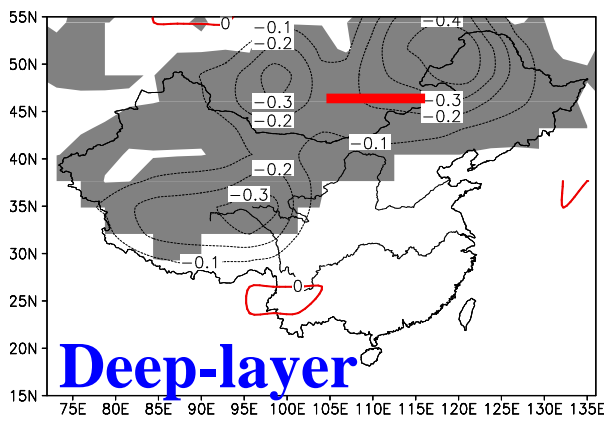 55N
0
-0.1
-0.4
-0.2
50N
-0.3
-0.3
45N
-0.2
-0.2
-0.1
40N
-0.2
-0.3
35N
30N
-0.1
0
25N
20N
Deep-layer
15N
75E 80E 85E 90E 95E 100E 105E 110E 115E 120E 125E 130E 135E